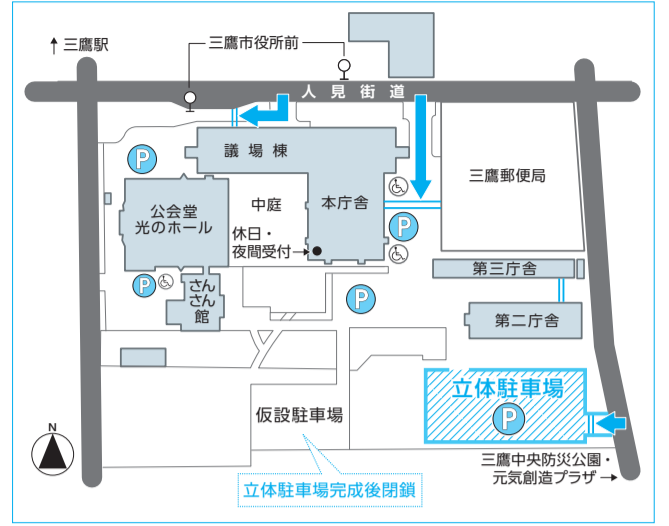 ↑ 三鷹駅
三鷹市役所前
人見街道
議場棟
P
三鷹郵便局
公会堂
光のホール
中庭
本庁舎
P
休日・
夜間受付→
第三庁舎
P
さん
さん
館
P
第二庁舎
立体駐車場
P
仮設駐車場
N
三鷹中央防災公園・
元気創造プラザ→
立体駐車場完成後閉鎖